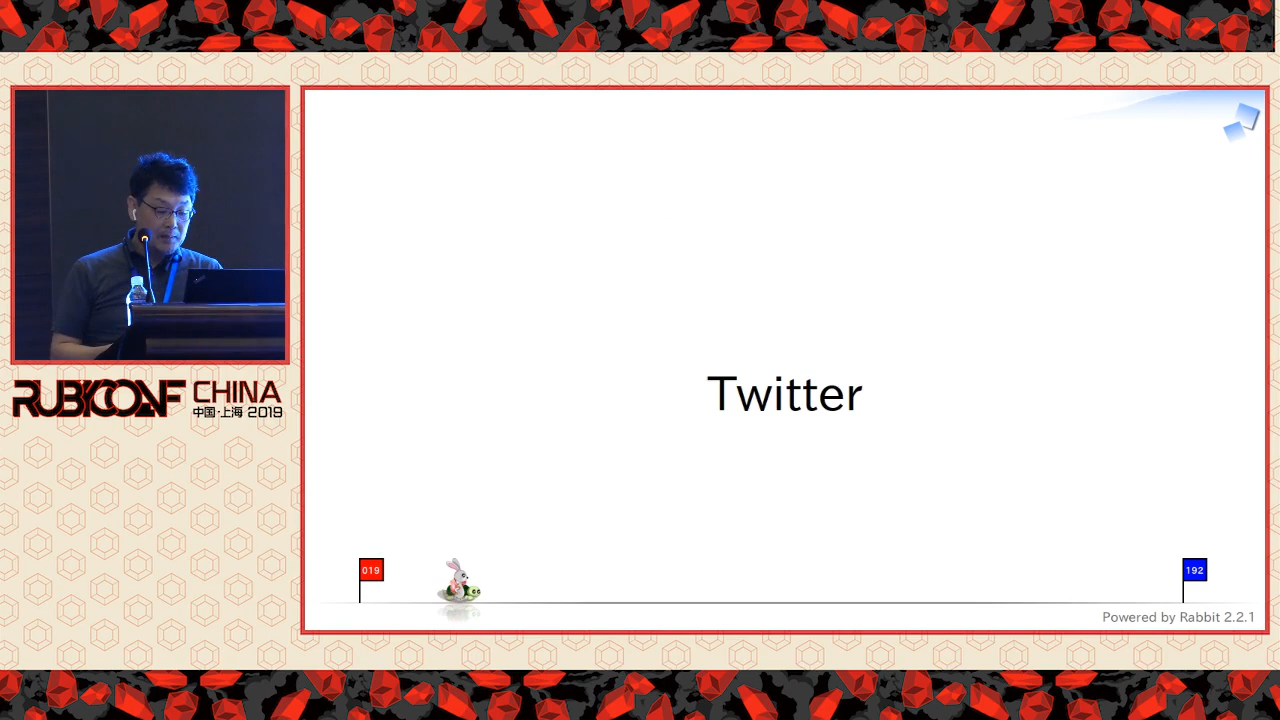 RUBYCONF CHINA
中国·上海 2019
Twitter
019
192
Powered by Rabbit 2.2.1